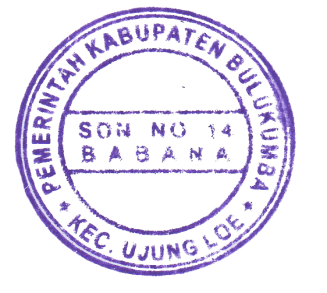 PEMERINTAH KABUPATEN BULUKUMBA
SDN NO 14
BABANA
* KEC. UJUNG LOE *